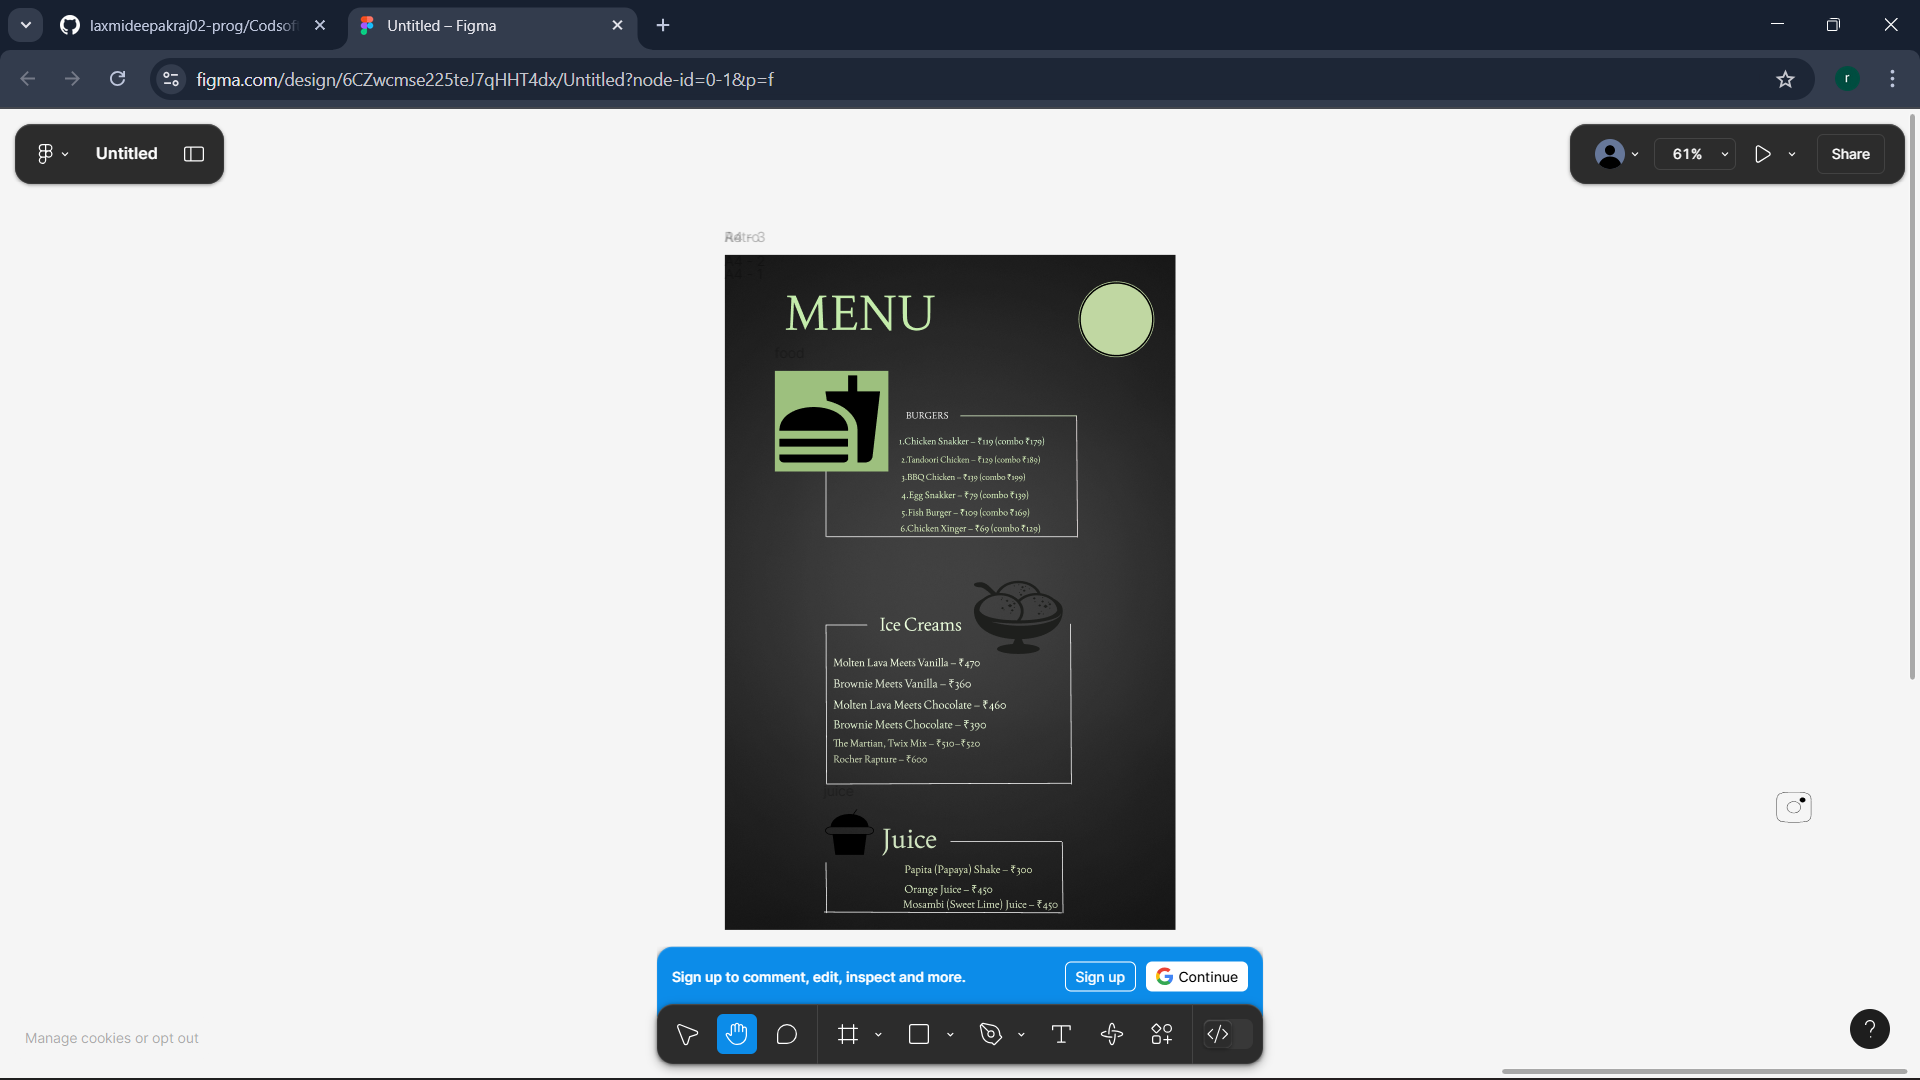 laxmideepakraj02-prog/Codsof
Untitled – Figma
figma.com/design/6CZwcmse225teJ7qHHT4dx/Untitled?node-id=0-1&p=f
r
Untitled
61%
Share
MENU
food
BURGERS
1.Chicken Snakker – ₹119 (combo ₹179)
2.Tandoori Chicken – ₹129 (combo ₹189)
3.BBQ Chicken – ₹139 (combo ₹199)
4.Egg Snakker – ₹79 (combo ₹139)
5.Fish Burger – ₹109 (combo ₹169)
6.Chicken Xinger – ₹69 (combo ₹129)
Ice Creams
Molten Lava Meets Vanilla – ₹470
Brownie Meets Vanilla – ₹360
Molten Lava Meets Chocolate – ₹460
Brownie Meets Chocolate – ₹390
The Martian, Twix Mix – ₹510–₹520
Rocher Rapture – ₹600
juice
Juice
Papita (Papaya) Shake – ₹300
Orange Juice – ₹450
Mosambi (Sweet Lime) Juice – ₹450
Sign up to comment, edit, inspect and more.
Sign up
Continue
Manage cookies or opt out
?